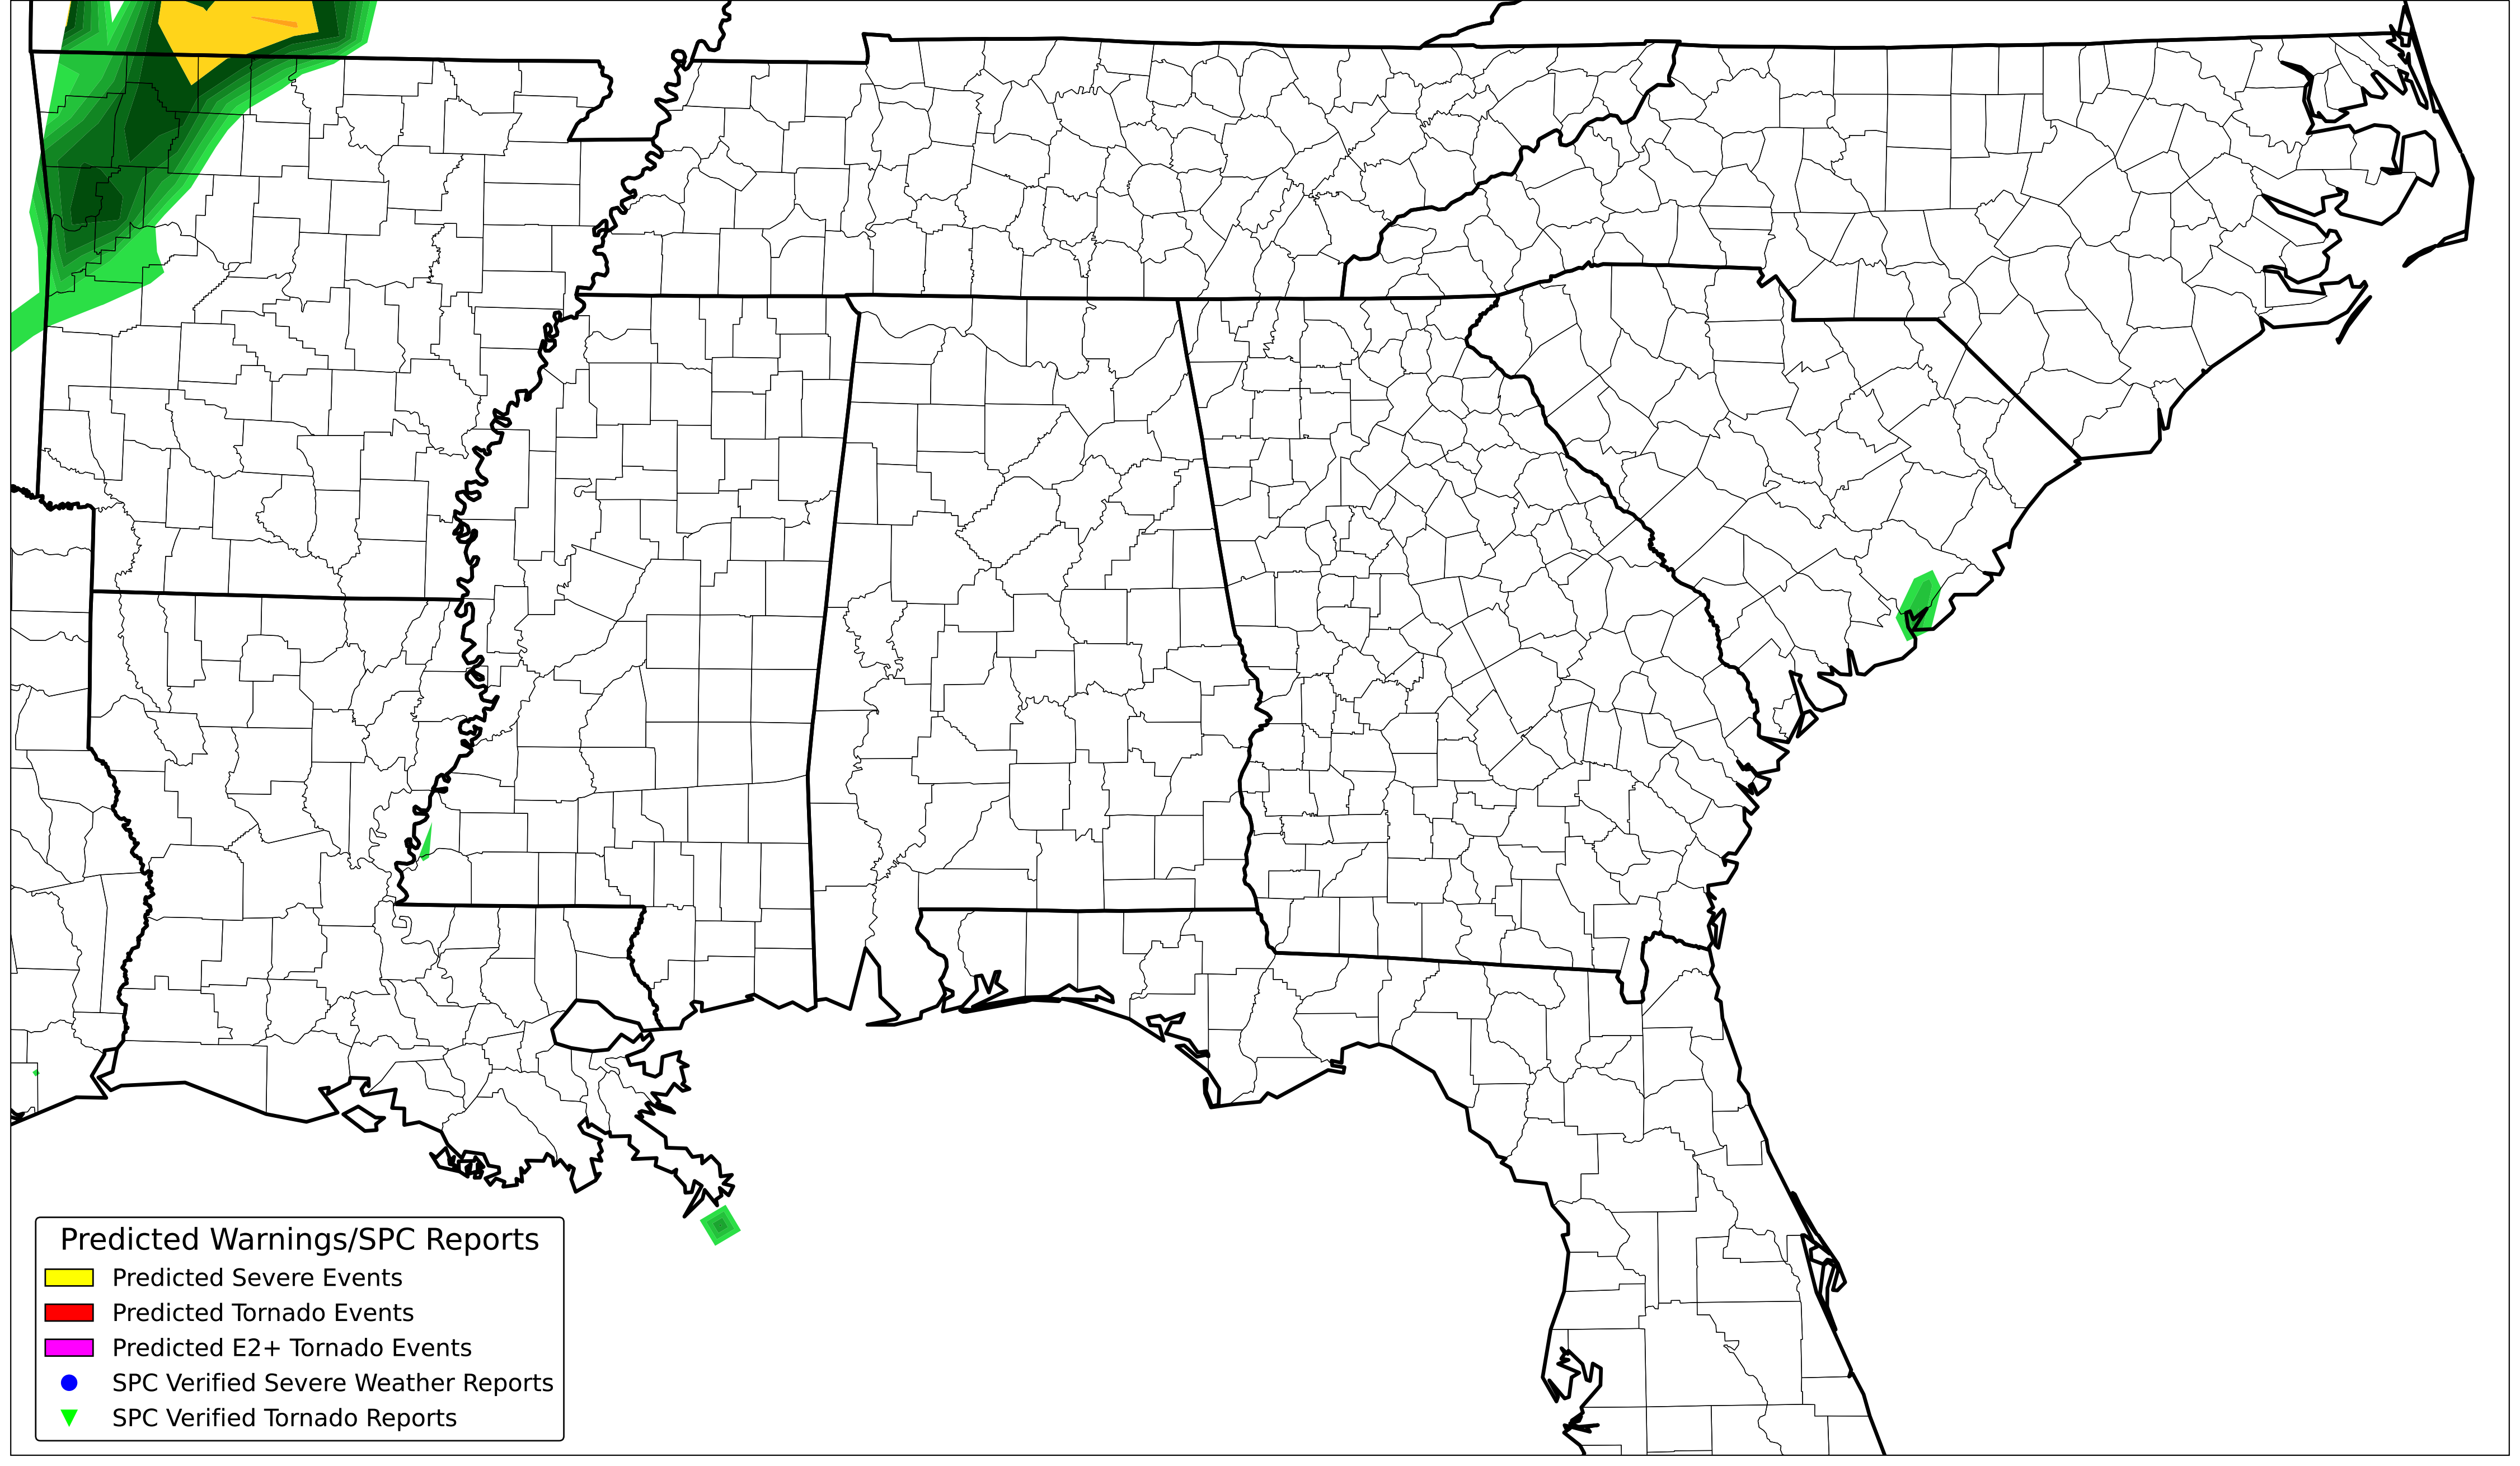 Predicted Warnings/SPC Reports
Predicted Severe Events
Predicted Tornado Events
Predicted E2+ Tornado Events
SPC Verified Severe Weather Reports
SPC Verified Tornado Reports